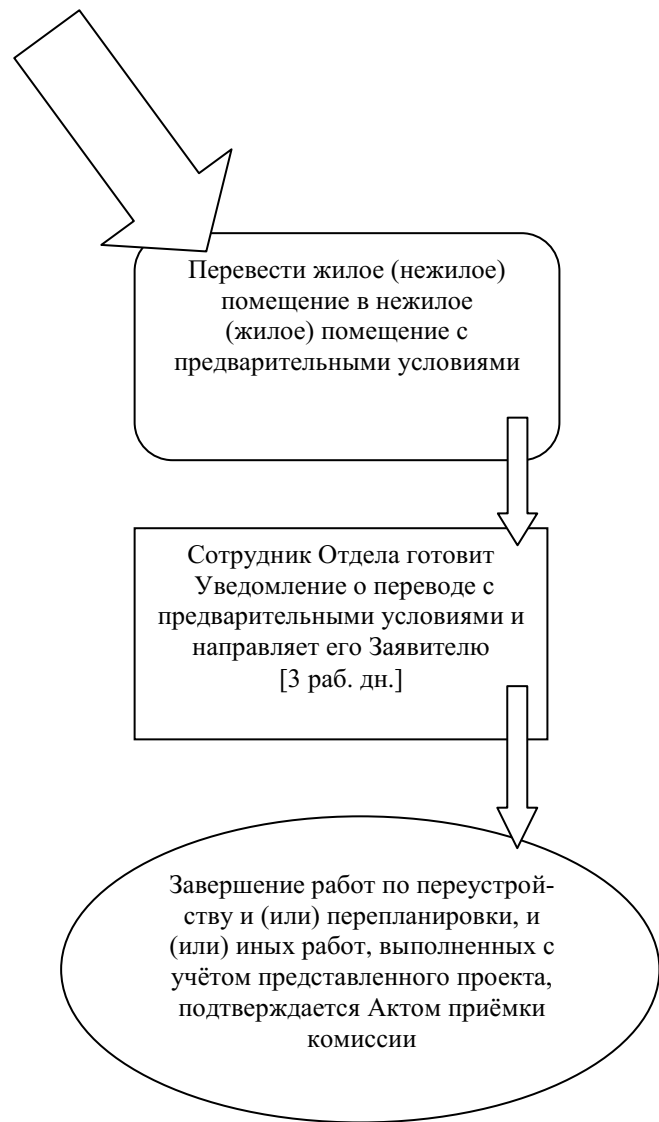 Перевести жилое (нежилое)
помещение в нежилое
(жилое) помещение с
предварительными условиями
Сотрудник Отдела готовит
Уведомление о переводе с
предварительными условиями и
направляет его Заявителю
[3 раб. дн.]
Завершение работ по переустрой-
ству и (или) перепланировки, и
(или) иных работ, выполненных с
учётом представленного проекта,
подтверждается Актом приёмки
комиссии